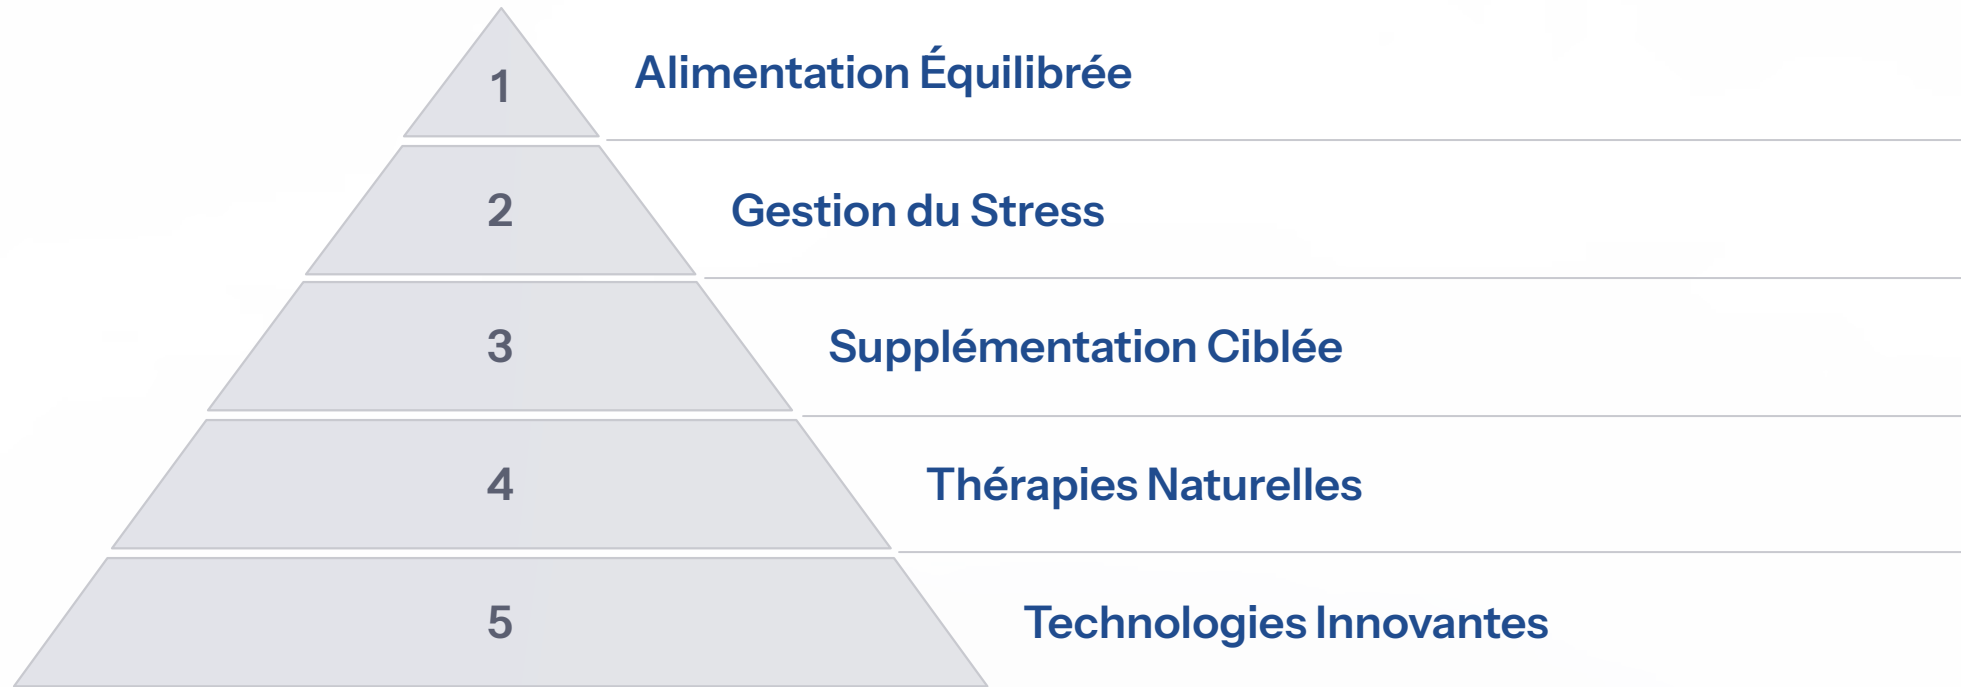 1
Alimentation Équilibrée
2
Gestion du Stress
3
Supplémentation Ciblée
4
Thérapies Naturelles
5
Technologies Innovantes